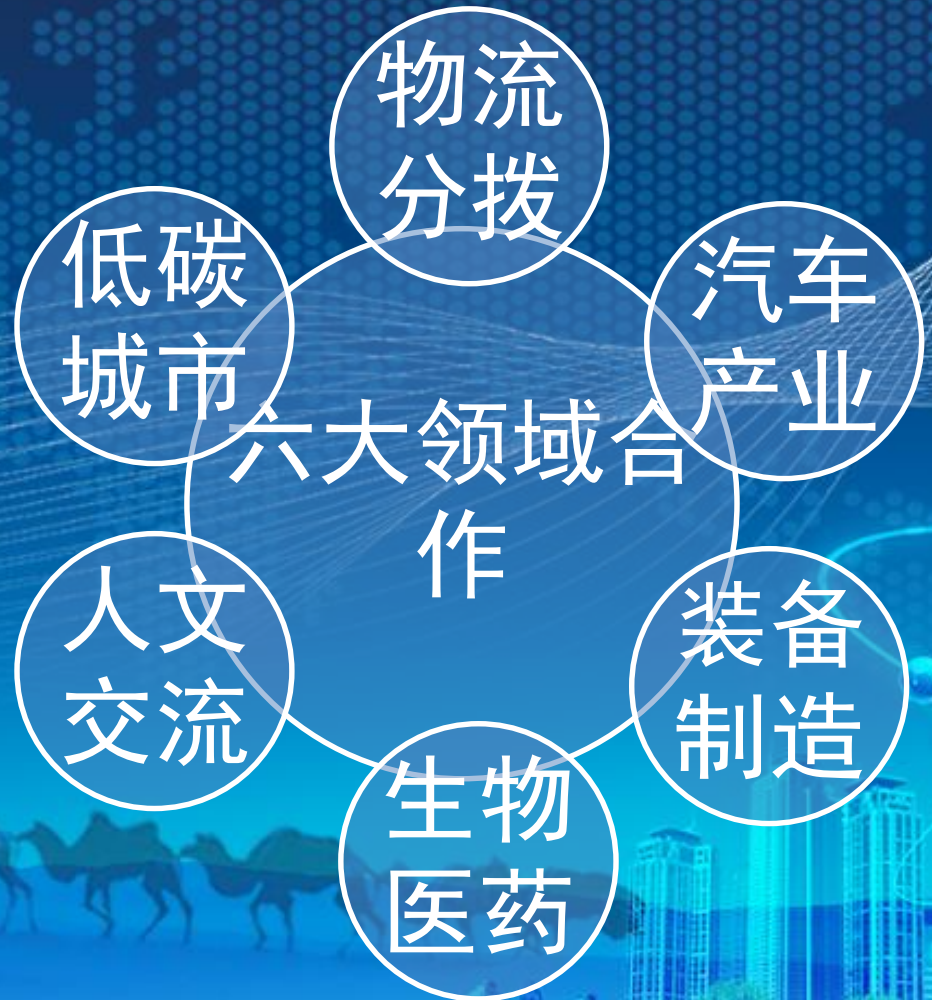 物流
分拨
低碳
城市
汽车
产业
六大领域合
作
人文
交流
装备
制造
生物
医药